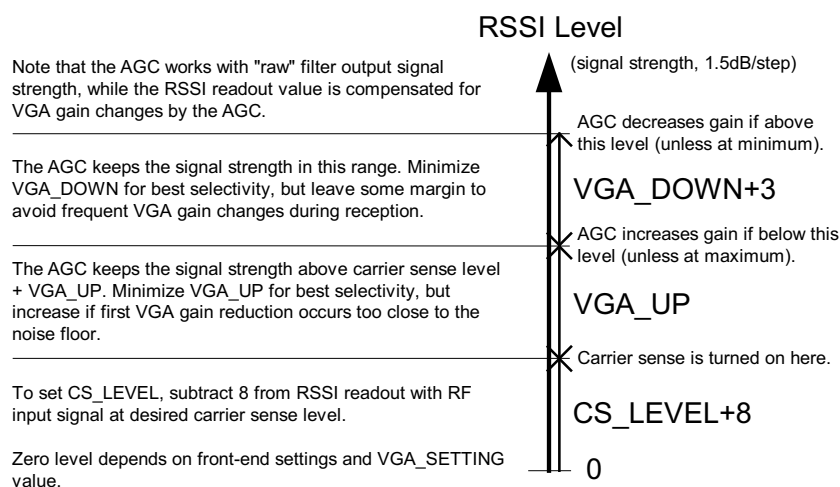 RSSI Level
(signal strength, 1.5dB/step)
Note that the AGC works with "raw" filter output signal
strength, while the RSSI readout value is compensated for
VGA gain changes by the AGC.
AGC decreases gain if above
this level (unless at minimum).
The AGC keeps the signal strength in this range. Minimize
VGA_DOWN for best selectivity, but leave some margin to
avoid frequent VGA gain changes during reception.
VGA_DOWN+3
AGC increases gain if below this
level (unless at maximum).
The AGC keeps the signal strength above carrier sense level
+ VGA_UP. Minimize VGA_UP for best selectivity, but
increase if first VGA gain reduction occurs too close to the
noise floor.
VGA_UP
Carrier sense is turned on here.
To set CS_LEVEL, subtract 8 from RSSI readout with RF
input signal at desired carrier sense level.
CS_LEVEL+8
Zero level depends on front-end settings and VGA_SETTING
value.
0